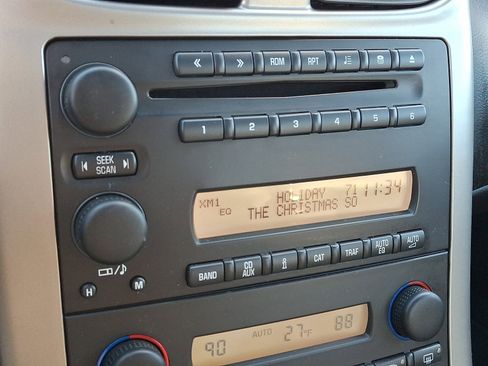 « » RDM RPT
1 2 3 4 5 6
SEEK
SCAN
XM1 HOLIDAY 71 11:34
EQ THE CHRISTMAS SO
BAND CD AUX i CAT TRAF AUTO EQ AUTO
H M
90 AUTO 27°F 88